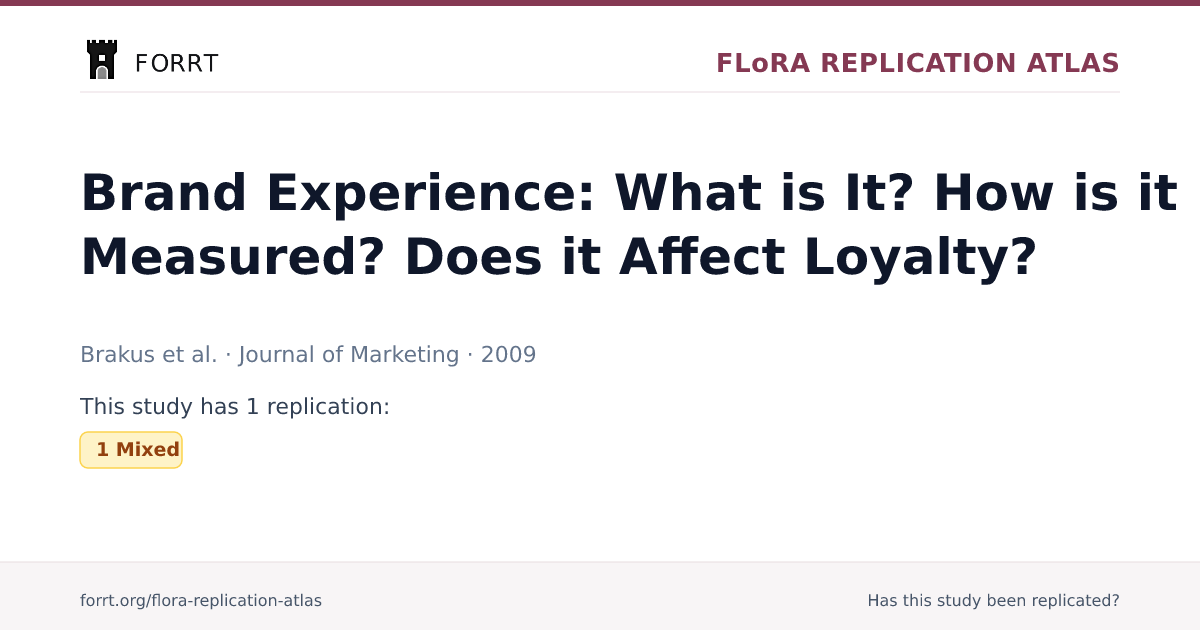 FORRT
FLoRA REPLICATION ATLAS
Brand Experience: What is It? How is it
Measured? Does it Affect Loyalty?
Brakus et al. · Journal of Marketing · 2009
This study has 1 replication:
1 Mixed
forrt.org/flora-replication-atlas
Has this study been replicated?